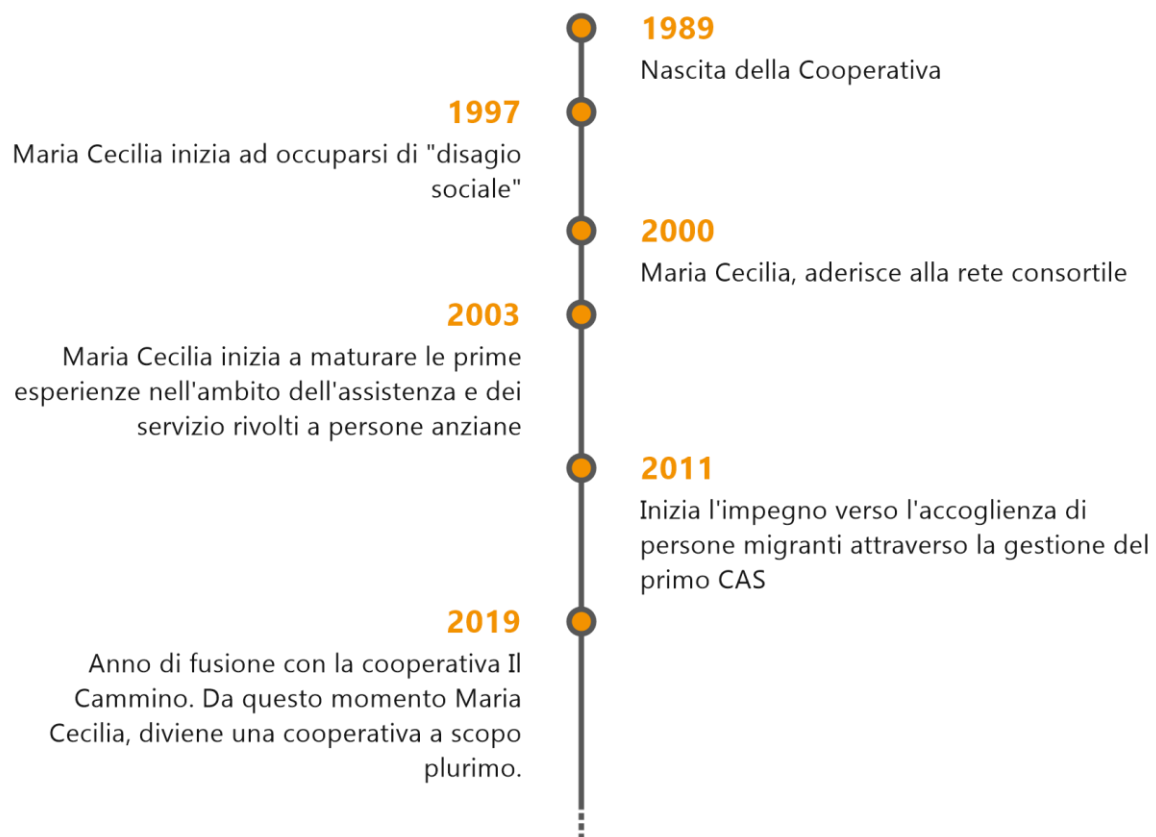 1989
Nascita della Cooperativa
1997
Maria Cecilia inizia ad occuparsi di "disagio
sociale"
2000
Maria Cecilia, aderisce alla rete consortile
2003
Maria Cecilia inizia a maturare le prime
esperienze nell'ambito dell'assistenza e dei
servizio rivolti a persone anziane
2011
Inizia l'impegno verso l'accoglienza di
persone migranti attraverso la gestione del
primo CAS
2019
Anno di fusione con la cooperativa Il
Cammino. Da questo momento Maria
Cecilia, diviene una cooperativa a scopo
plurimo.